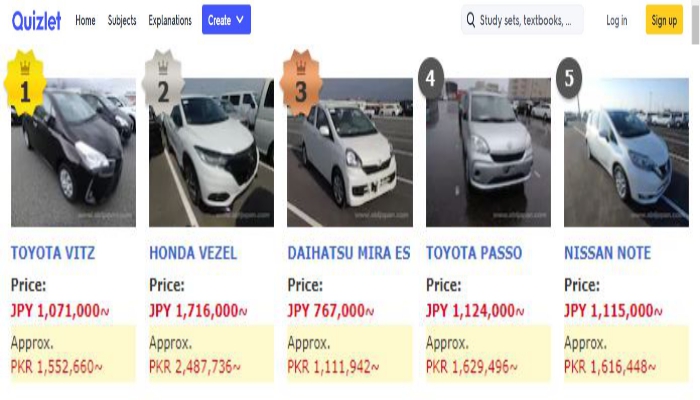 Quizlet Home Subjects Explanations Create Study sets, textbooks, ... Log in Sign up
1 2 3 4 5
TOYOTA VITZ HONDA VEZEL DAIHATSU MIRA ES TOYOTA PASSO NISSAN NOTE
Price: Price: Price: Price: Price:
JPY 1,071,000~ JPY 1,716,000~ JPY 767,000~ JPY 1,124,000~ JPY 1,115,000~
Approx. Approx. Approx. Approx. Approx.
PKR 1,552,660~ PKR 2,487,736~ PKR 1,111,942~ PKR 1,629,496~ PKR 1,616,448~